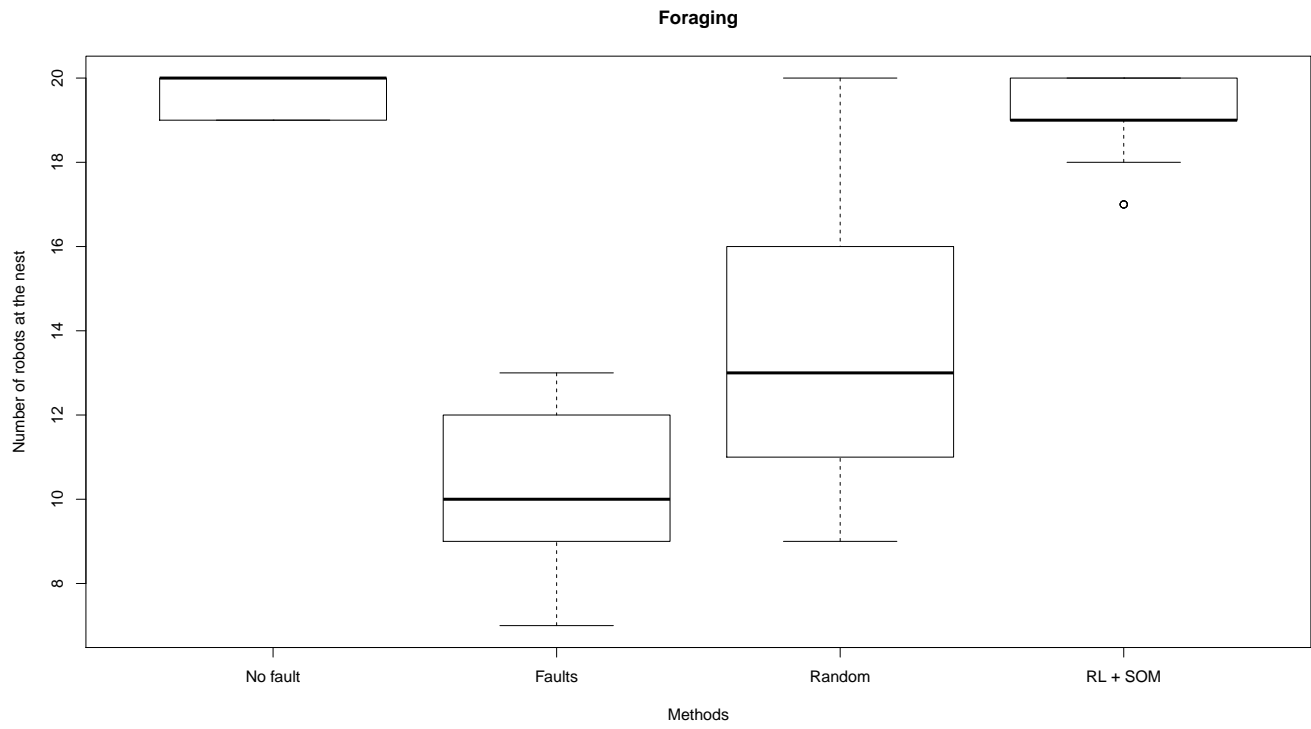 Foraging
Number of robots at the nest
20
18
16
14
12
10
8
No fault
Faults
Random
RL + SOM
Methods